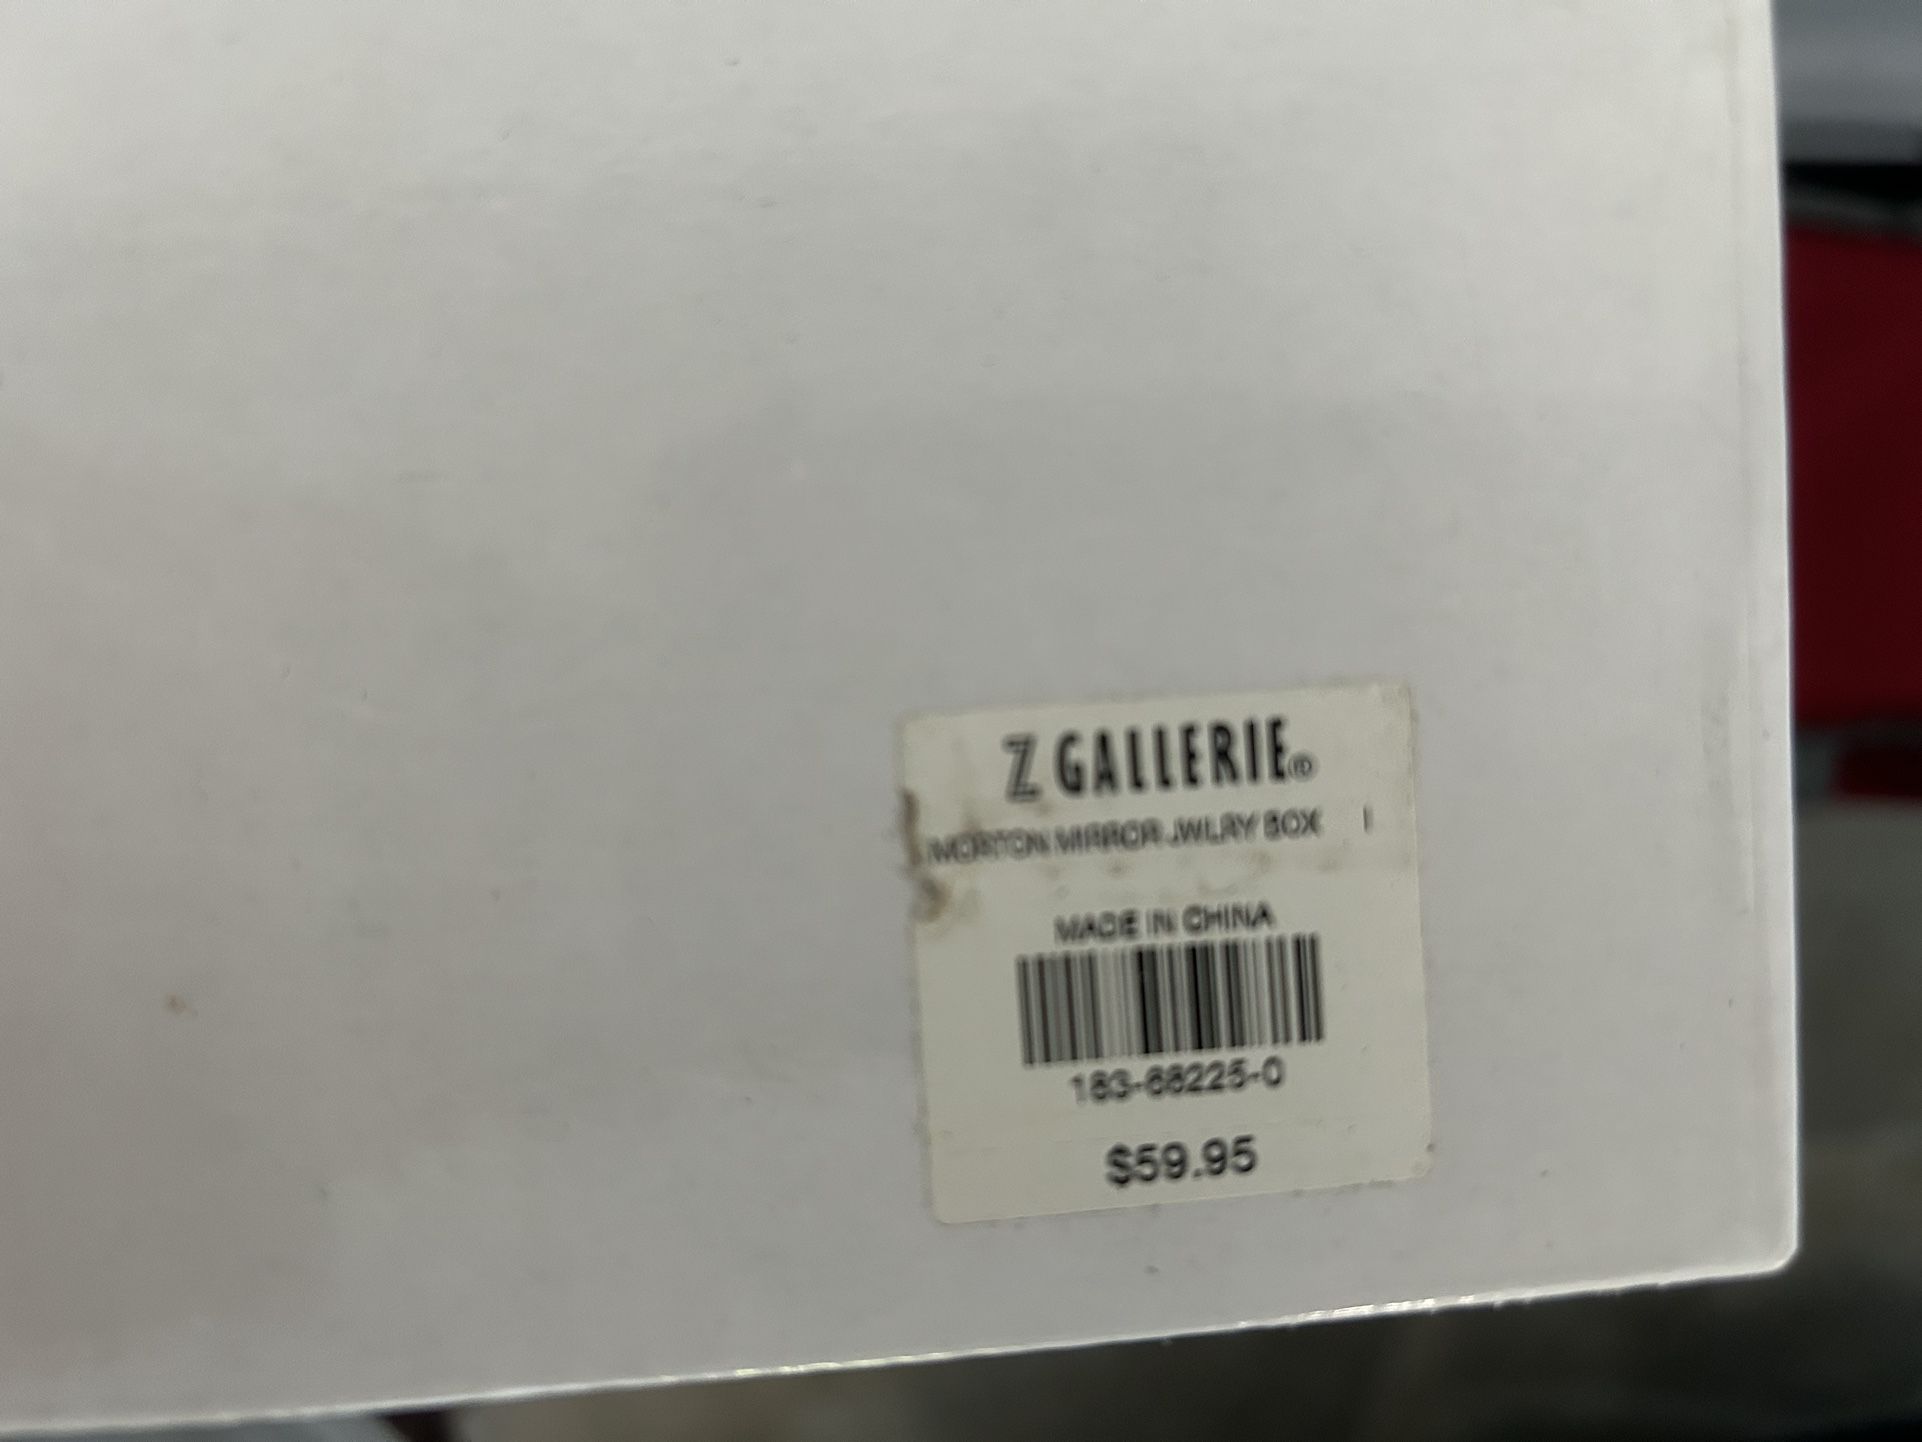 Z GALLERIE®
MORTON MIRROR JWLRY BOX I
MADE IN CHINA
183-68225-0
$59.95